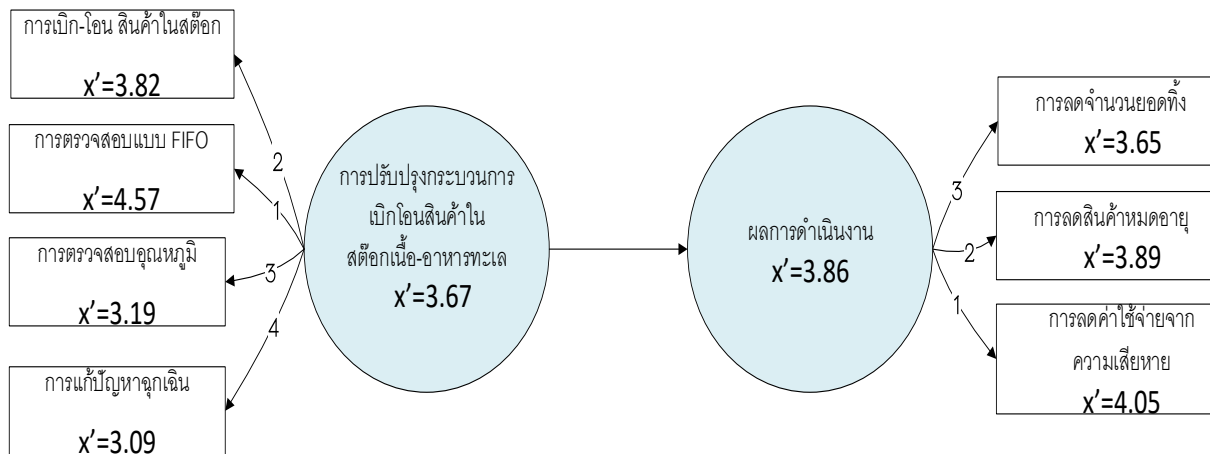 การเบิก-โอน สินค้าในสต๊อก
x’=3.82
การตรวจสอบแบบ FIFO
x’=4.57
การตรวจสอบอุณหภูมิ
x’=3.19
การแก้ปัญหาฉุกเฉิน
x’=3.09
2
1
3
4
การปรับปรุงกระบวนการ
เบิกโอนสินค้าใน
สต๊อกเนื้อ-อาหารทะเล
x’=3.67
ผลการดำเนินงาน
x’=3.86
3
2
1
การลดจำนวนยอดทิ้ง
x’=3.65
การลดสินค้าหมดอายุ
x’=3.89
การลดค่าใช้จ่ายจาก
ความเสียหาย
x’=4.05